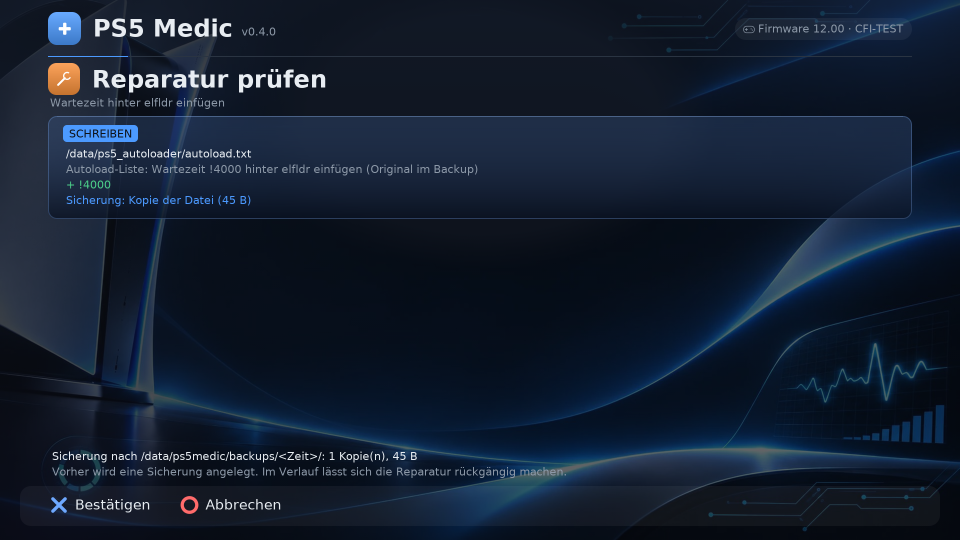 PS5 Medic v0.4.0
Firmware 12.00 · CFI-TEST
Reparatur prüfen
Wartezeit hinter elfldr einfügen
SCHREIBEN
/data/ps5_autoloader/autoload.txt
Autoload-Liste: Wartezeit !4000 hinter elfldr einfügen (Original im Backup)
+ !4000
Sicherung: Kopie der Datei (45 B)
Sicherung nach /data/ps5medic/backups/<Zeit>/: 1 Kopie(n), 45 B
Vorher wird eine Sicherung angelegt. Im Verlauf lässt sich die Reparatur rückgängig machen.
Bestätigen
Abbrechen